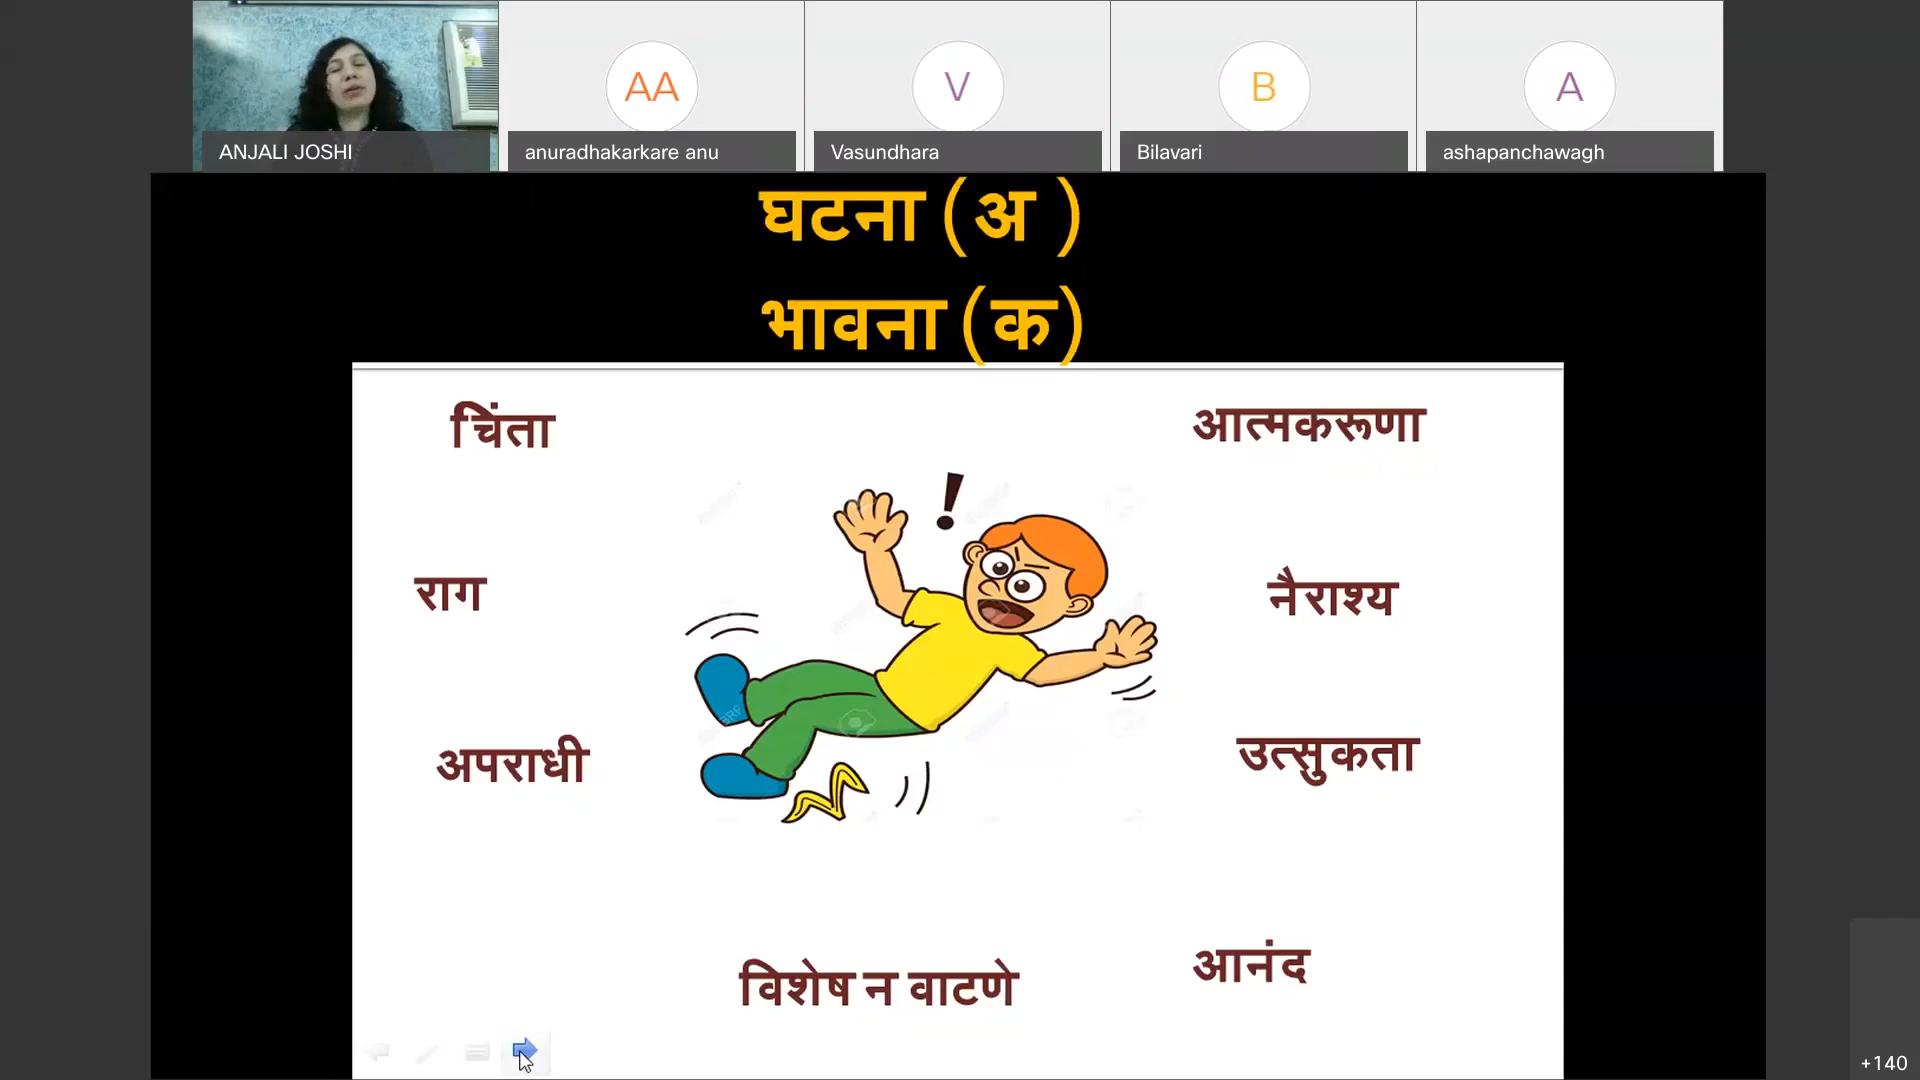 AA
V
B
A
ANJALI JOSHI
anuradhakarkare anu
Vasundhara
Bilavari
ashapanchawagh
घटना (अ )
भावना (क)
चिंता
आत्मकरूणा
राग
नैराश्य
अपराधी
उत्सुकता
विशेष न वाटणे
आनंद
!
+140